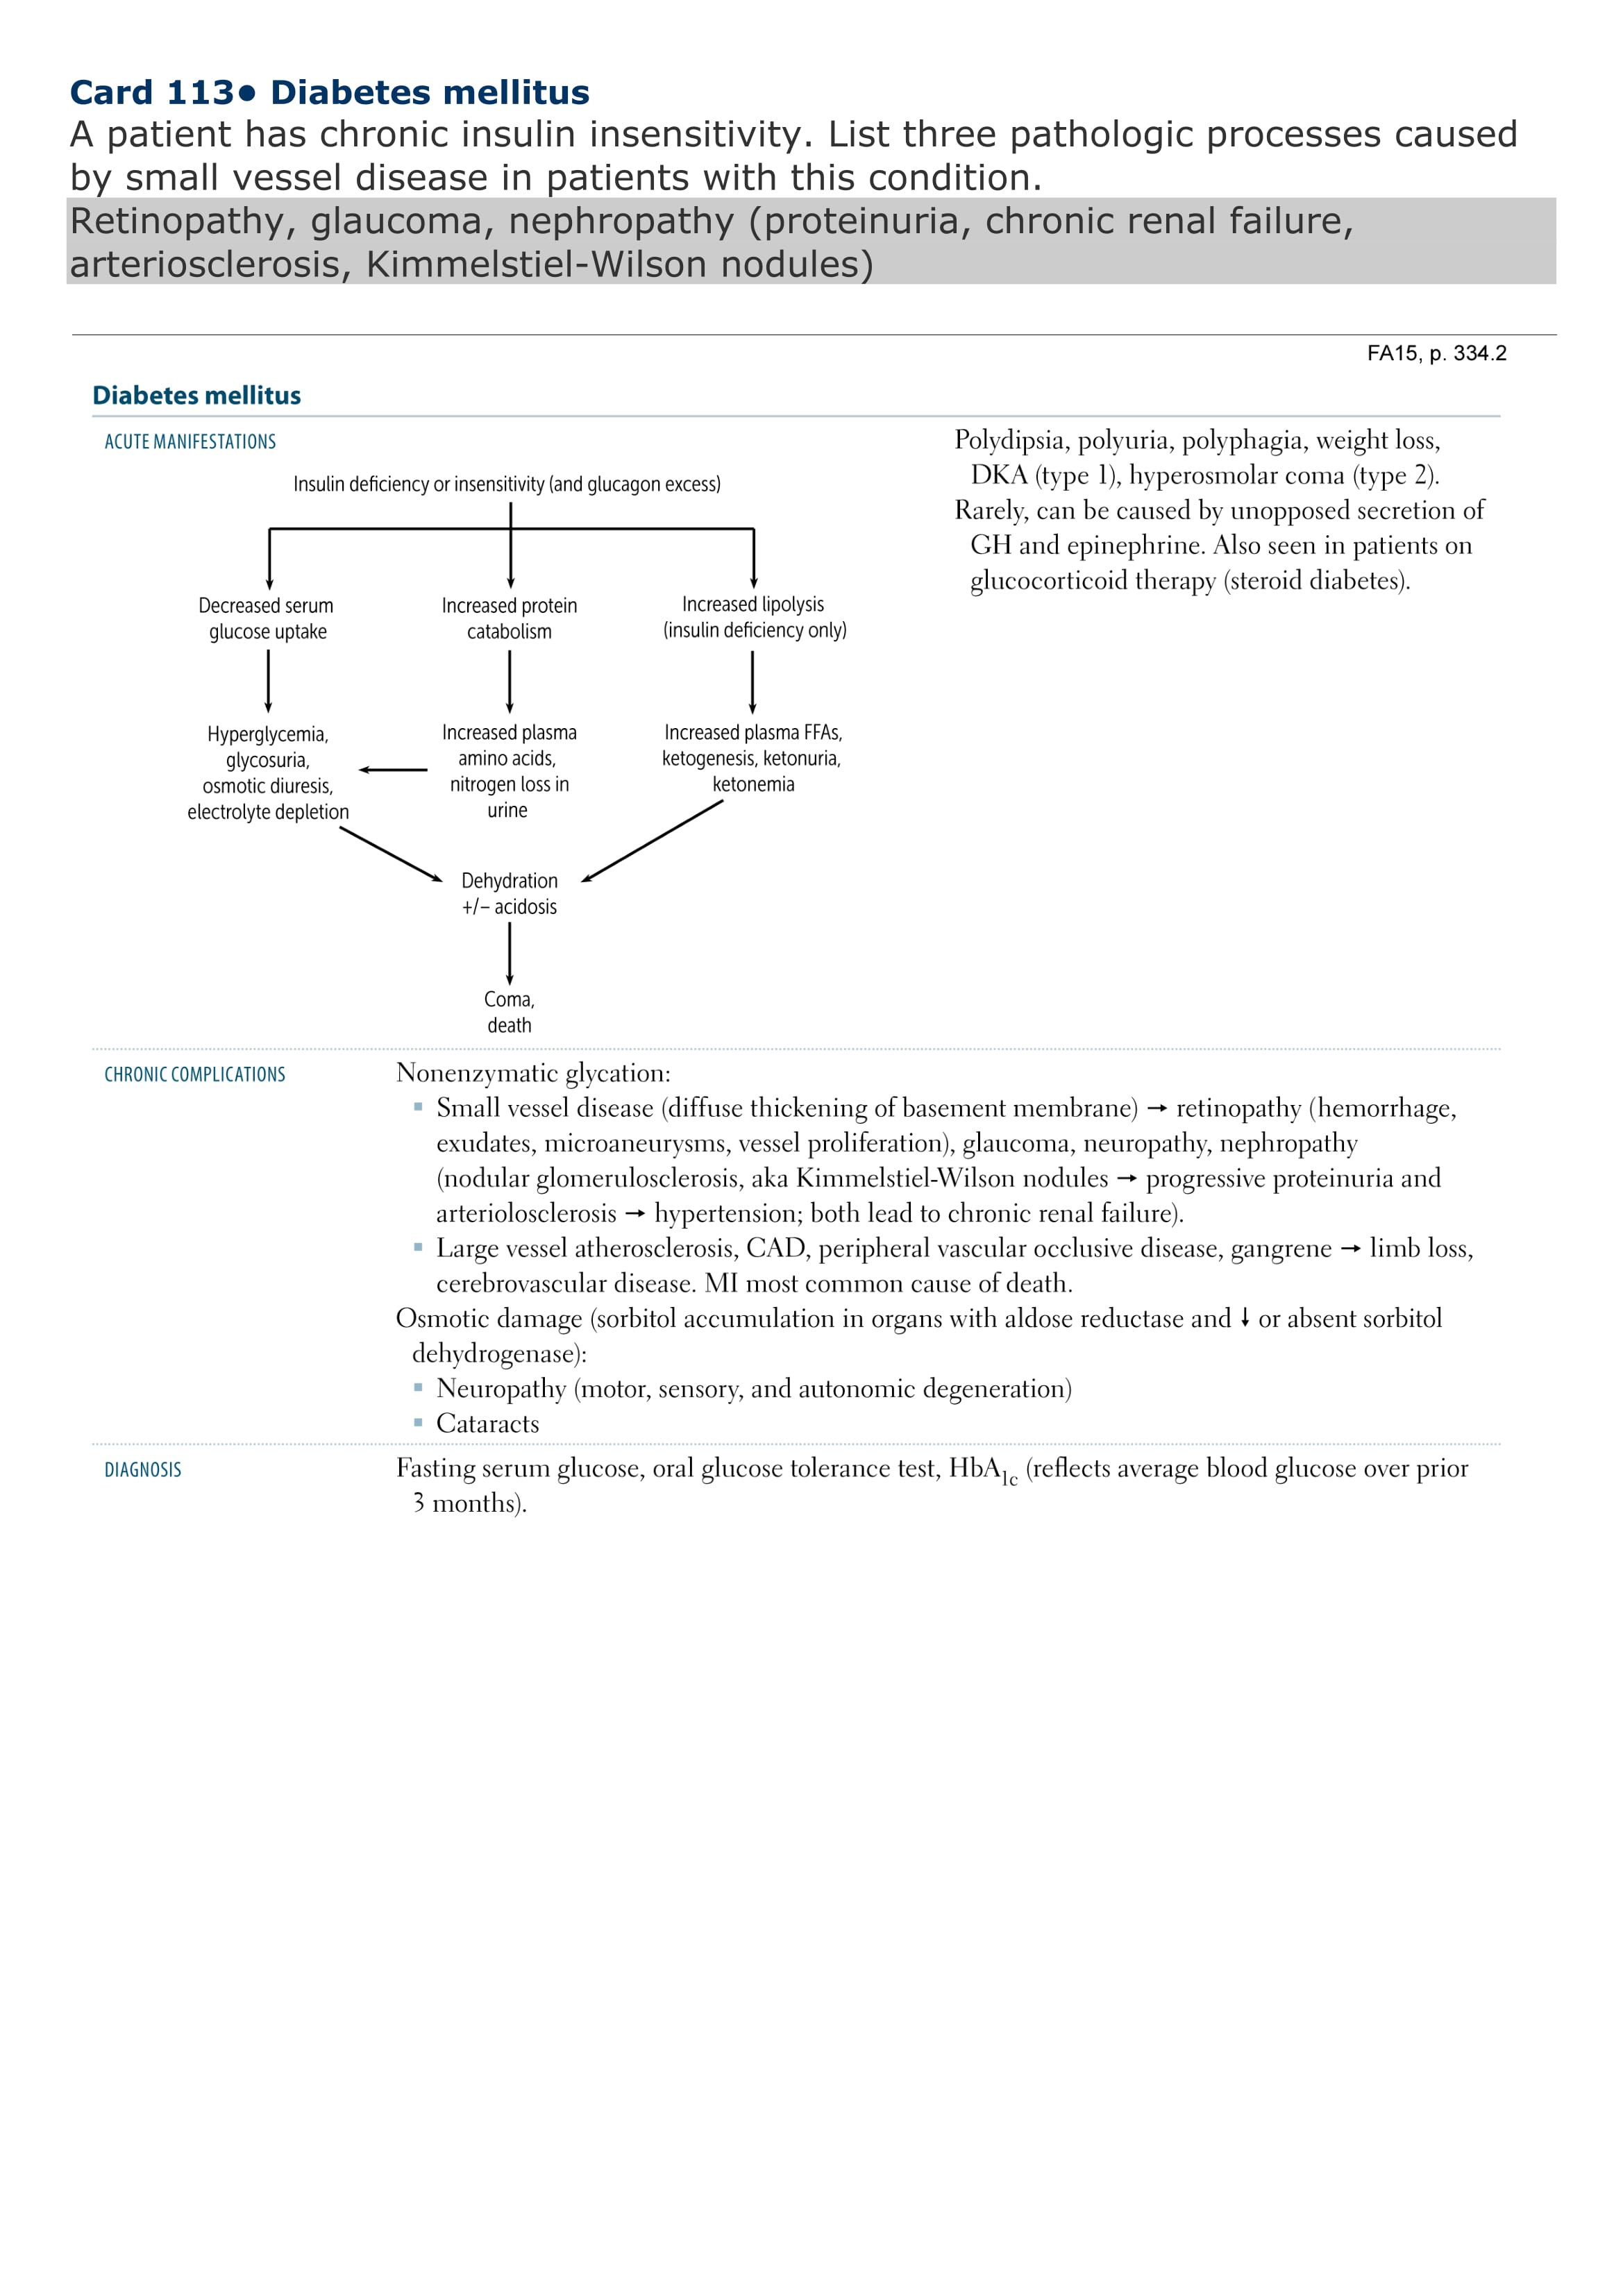 Card 113• Diabetes mellitus
A patient has chronic insulin insensitivity. List three pathologic processes caused
by small vessel disease in patients with this condition.
Retinopathy, glaucoma, nephropathy (proteinuria, chronic renal failure,
arteriosclerosis, Kimmelstiel-Wilson nodules)
FA15, p. 334.2
Diabetes mellitus
ACUTE MANIFESTATIONS
Insulin deficiency or insensitivity (and glucagon excess)
Decreased serum
glucose uptake
Increased protein
catabolism
Increased lipolysis
(insulin deficiency only)
Hyperglycemia,
glycosuria,
osmotic diuresis,
electrolyte depletion
Increased plasma
amino acids,
nitrogen loss in
urine
Increased plasma FFAs,
ketogenesis, ketonuria,
ketonemia
Dehydration
+/– acidosis
Coma,
death
Polydipsia, polyuria, polyphagia, weight loss,
DKA (type 1), hyperosmolar coma (type 2).
Rarely, can be caused by unopposed secretion of
GH and epinephrine. Also seen in patients on
glucocorticoid therapy (steroid diabetes).
CHRONIC COMPLICATIONS
Nonenzymatic glycation:
▪ Small vessel disease (diffuse thickening of basement membrane) → retinopathy (hemorrhage,
exudates, microaneurysms, vessel proliferation), glaucoma, neuropathy, nephropathy
(nodular glomerulosclerosis, aka Kimmelstiel-Wilson nodules → progressive proteinuria and
arteriolosclerosis → hypertension; both lead to chronic renal failure).
▪ Large vessel atherosclerosis, CAD, peripheral vascular occlusive disease, gangrene → limb loss,
cerebrovascular disease. MI most common cause of death.
Osmotic damage (sorbitol accumulation in organs with aldose reductase and ↓ or absent sorbitol
dehydrogenase):
▪ Neuropathy (motor, sensory, and autonomic degeneration)
▪ Cataracts
DIAGNOSIS
Fasting serum glucose, oral glucose tolerance test, HbA1c (reflects average blood glucose over prior
3 months).